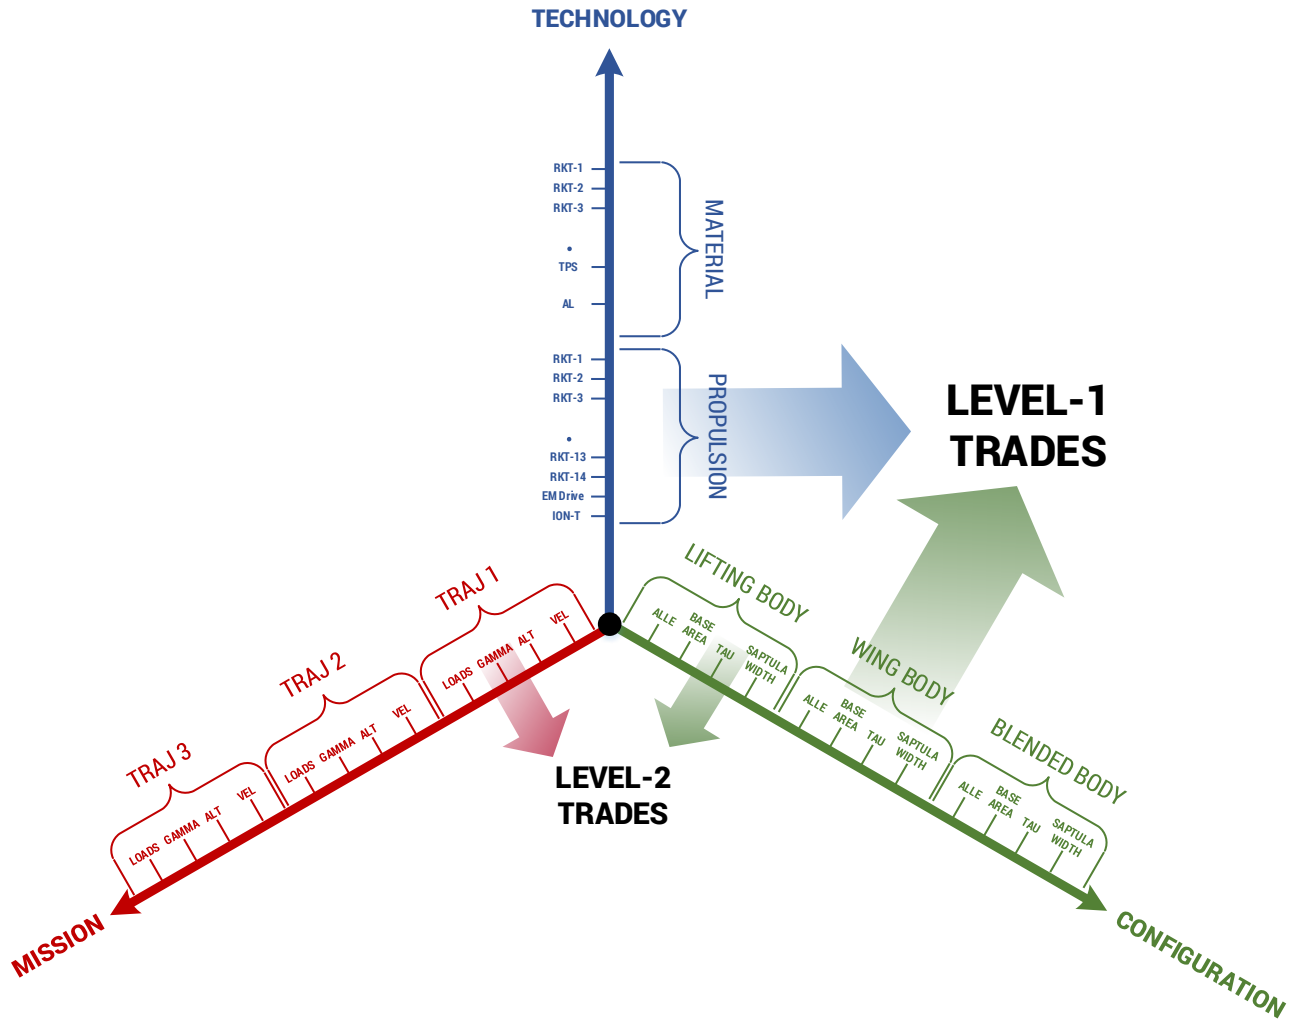 TECHNOLOGY
RKT-1
RKT-2
RKT-3
TPS
AL
MATERIAL
RKT-1
RKT-2
RKT-3
RKT-13
RKT-14
EM Drive
ION-T
PROPULSION
LEVEL-1
TRADES
TRAJ 1
LOADS GAMMA ALT VEL
TRAJ 2
LOADS GAMMA ALT VEL
TRAJ 3
LOADS GAMMA ALT VEL
MISSION
LEVEL-2
TRADES
LIFTING BODY
ALLE
BASE
AREA
TAU
SAPTULA
WIDTH
WING BODY
ALLE
BASE
AREA
TAU
SAPTULA
WIDTH
BLENDED BODY
ALLE
BASE
AREA
TAU
SAPTULA
WIDTH
CONFIGURATION